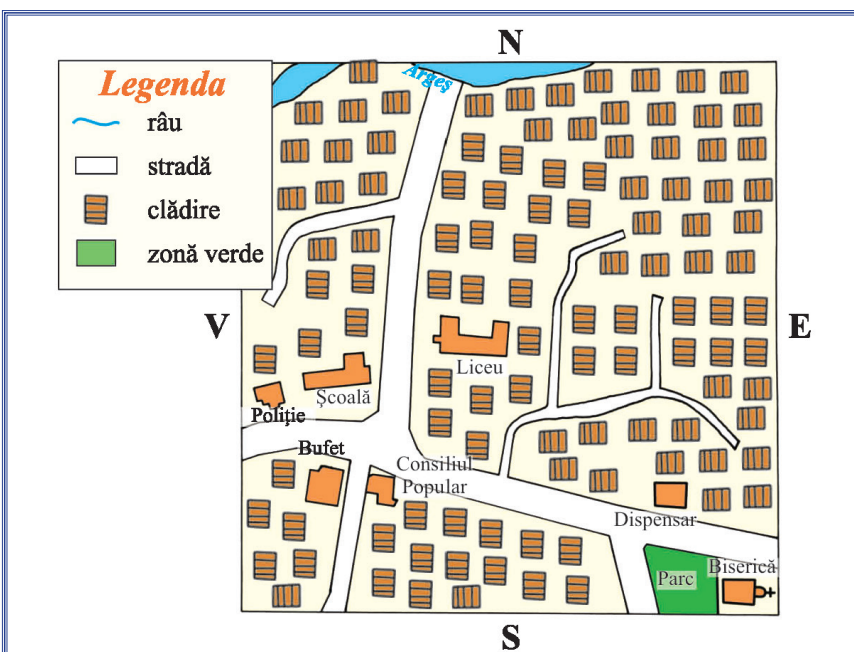 N
Argeş
Legenda
râu
stradă
clădire
zonă verde
V
E
Liceu
Şcoală
Poliţie
Bufet
Consiliul
Popular
Dispensar
Parc
Biserică
S